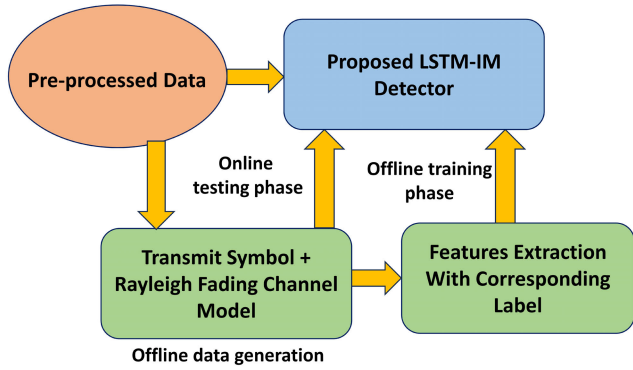 Pre-processed Data
Proposed LSTM-IM
Detector
Online
testing phase
Offline training
phase
Transmit Symbol +
Rayleigh Fading Channel
Model
Features Extraction
With Corresponding
Label
Offline data generation